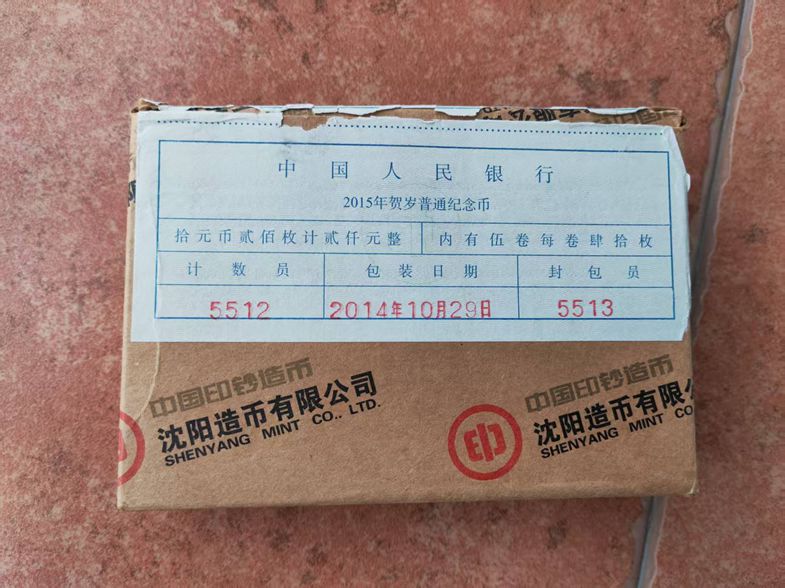 中国人民银行
2015年贺岁普通纪念币
拾元币贰佰枚计贰仟元整 内有伍卷每卷肆拾枚
计数员 包装日期 封包员
5512 2014年10月29日 5513
中国印钞造币
沈阳造币有限公司
SHENYANG MINT CO., LTD.
中国印钞造币
沈阳造币有限公司
SHENYANG MINT CO., LTD.